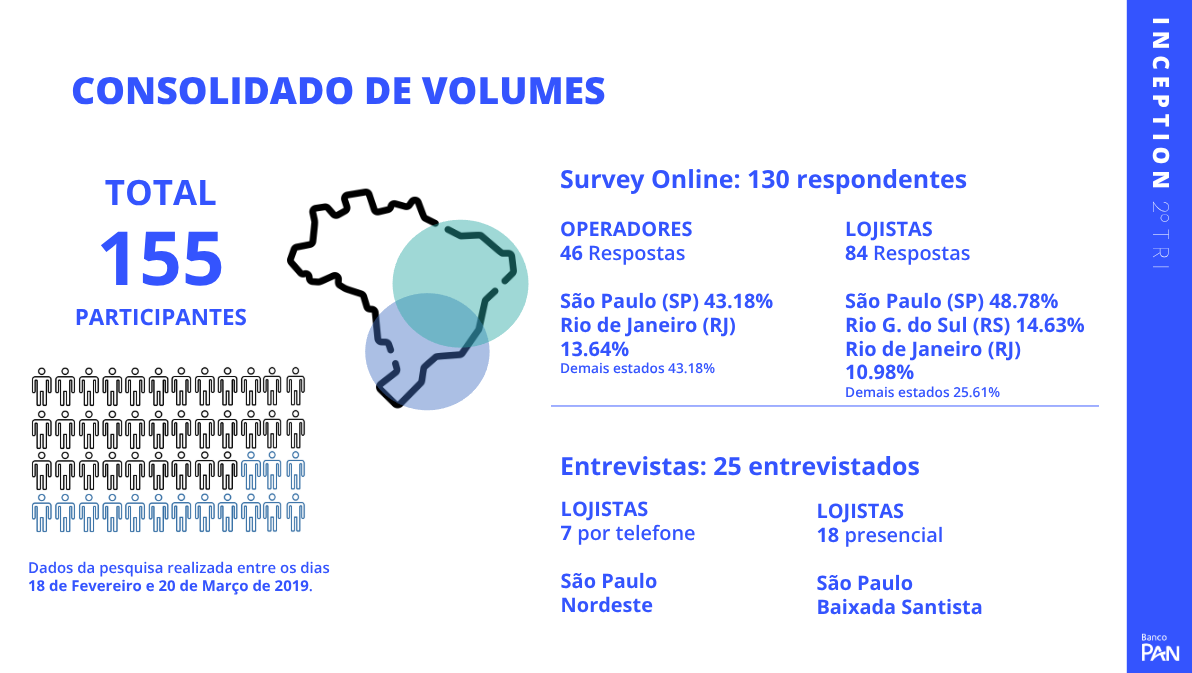 CONSOLIDADO DE VOLUMES
TOTAL
155
PARTICIPANTES
Dados da pesquisa realizada entre os dias
18 de Fevereiro e 20 de Março de 2019.
Survey Online: 130 respondentes
OPERADORES
46 Respostas
São Paulo (SP) 43.18%
Rio de Janeiro (RJ)
13.64%
Demais estados 43.18%
LOJISTAS
84 Respostas
São Paulo (SP) 48.78%
Rio G. do Sul (RS) 14.63%
Rio de Janeiro (RJ)
10.98%
Demais estados 25.61%
Entrevistas: 25 entrevistados
LOJISTAS
7 por telefone
São Paulo
Nordeste
LOJISTAS
18 presencial
São Paulo
Baixada Santista
INCEPTION 2ºTRI
Banco
PAN